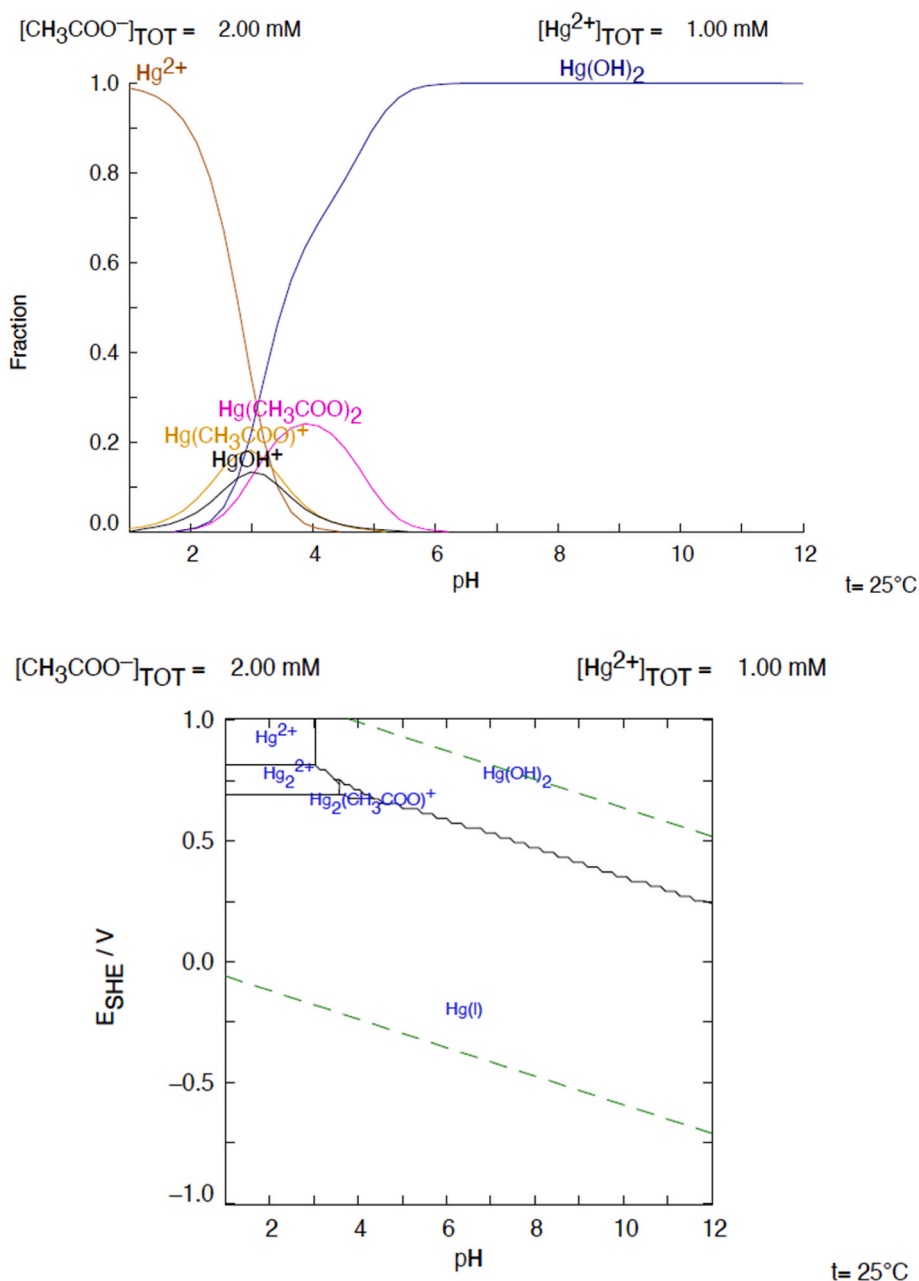 [CH₃COO⁻]TOT = 2.00 mM [Hg²⁺]TOT = 1.00 mM
Hg²⁺ Hg(OH)₂
1.0
0.8
0.6
0.4
0.2
0.0
Fraction
Hg(CH₃COO)₂
Hg(CH₃COO)⁺
HgOH⁺
2 4 6 8 10 12
pH
t= 25°C
[CH₃COO⁻]TOT = 2.00 mM [Hg²⁺]TOT = 1.00 mM
1.0
0.5
0.0
−0.5
−1.0
ESHE / V
Hg²⁺
Hg₂²⁺
Hg(OH)₂
Hg₂(CH₃COO)⁺
Hg(l)
2 4 6 8 10 12
pH
t= 25°C